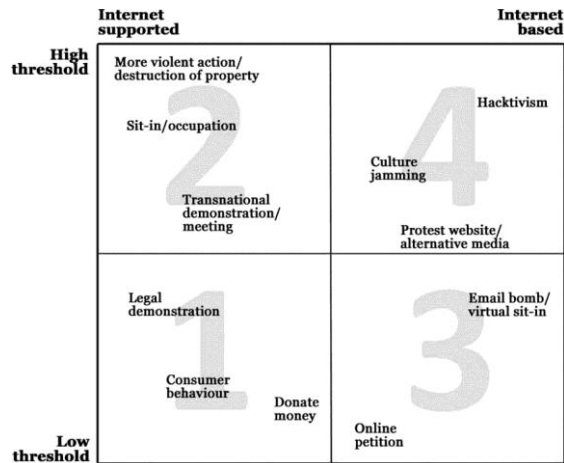 Internet
supported
Internet
based
High
threshold
More violent action/
destruction of property
Sit-in/occupation
2
Transnational
demonstration/
meeting
Hacktivism
4
Culture
jamming
Protest website/
alternative media
Legal
demonstration
1
Consumer
behaviour
Donate
money
Email bomb/
virtual sit-in
3
Online
petition
Low
threshold